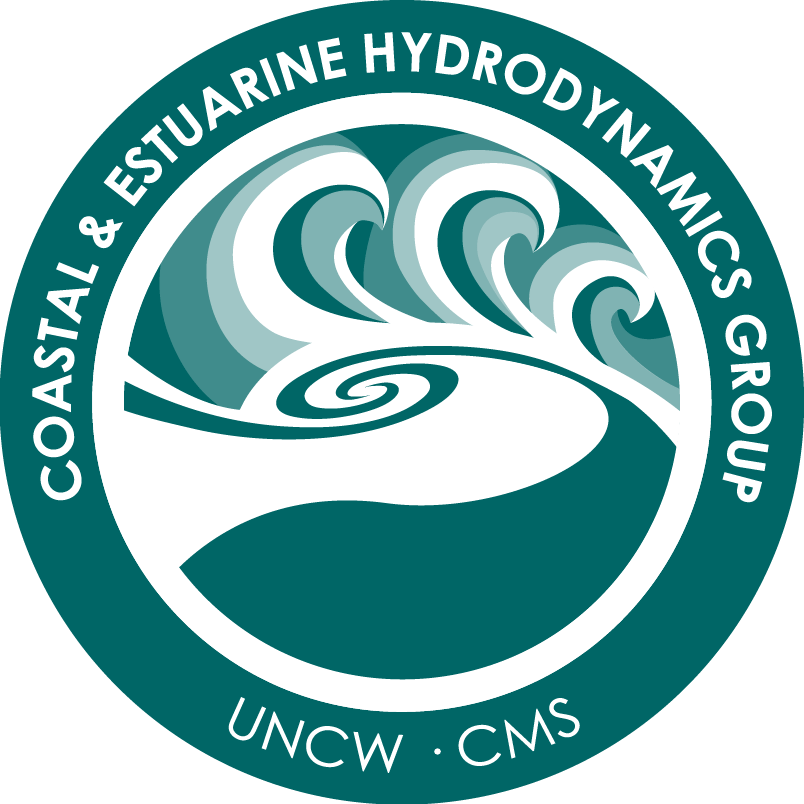 COASTAL & ESTUARINE HYDRODYNAMICS GROUP
UNCW · CMS